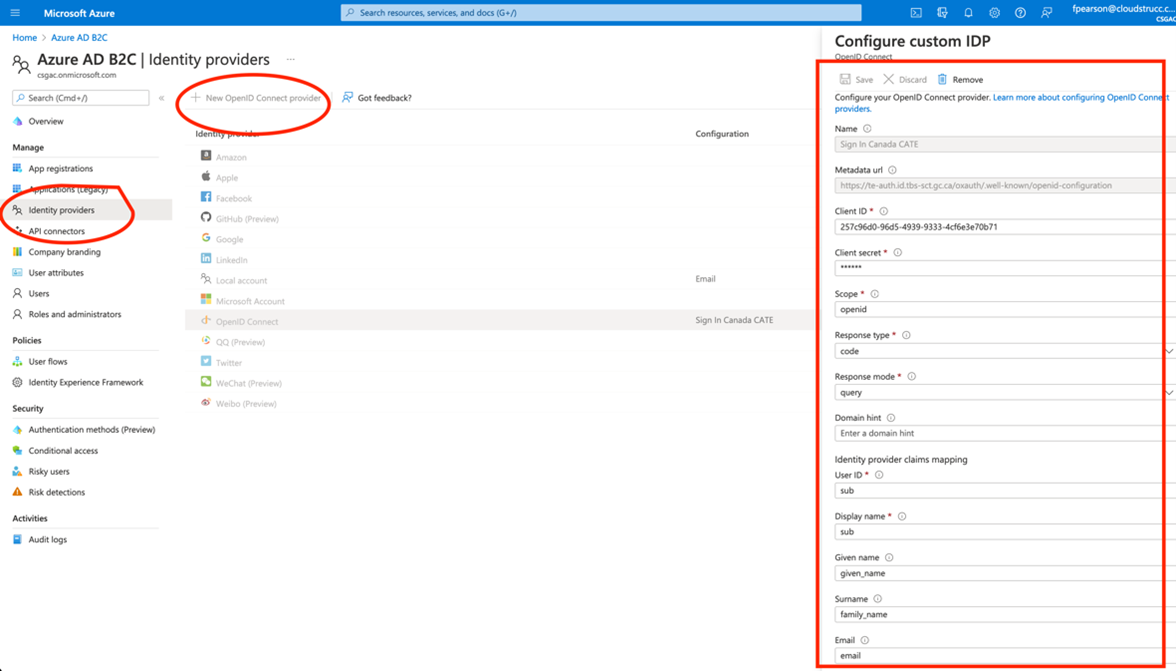 Microsoft Azure
Search resources, services, and docs (G+/)
fpearson@cloudstrucc.c...
CSGAC
Home > Azure AD B2C
Azure AD B2C | Identity providers ...
csgac.onmicrosoft.com
Search (Cmd+/)
«
Overview
Manage
App registrations
Applications (Legacy)
Identity providers
API connectors
Company branding
User attributes
Users
Roles and administrators
Policies
User flows
Identity Experience Framework
Security
Authentication methods (Preview)
Conditional access
Risky users
Risk detections
Activities
Audit logs
New OpenID Connect provider
Got feedback?
Identity provider
Configuration
Amazon
Apple
Facebook
GitHub (Preview)
Google
LinkedIn
Local account
Email
Microsoft Account
OpenID Connect
Sign In Canada CATE
QQ (Preview)
Twitter
WeChat (Preview)
Weibo (Preview)
Configure custom IDP
OpenID Connect
Save Discard Remove
Configure your OpenID Connect provider. Learn more about configuring OpenID Connect
providers.
Name
Sign In Canada CATE
Metadata url
https://te-auth.id.tbs-sct.gc.ca/oxauth/.well-known/openid-configuration
Client ID *
257c96d0-96d5-4939-9333-4cf6e3e70b71
Client secret *
******
Scope *
openid
Response type *
code
Response mode *
query
Domain hint
Enter a domain hint
Identity provider claims mapping
User ID *
sub
Display name *
sub
Given name
given_name
Surname
family_name
Email
email